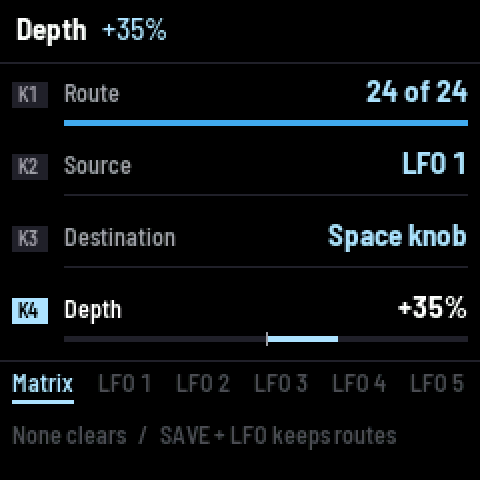 Depth +35%
K1 Route 24 of 24
K2 Source LFO 1
K3 Destination Space knob
K4 Depth +35%
Matrix LFO 1 LFO 2 LFO 3 LFO 4 LFO 5
None clears / SAVE + LFO keeps routes